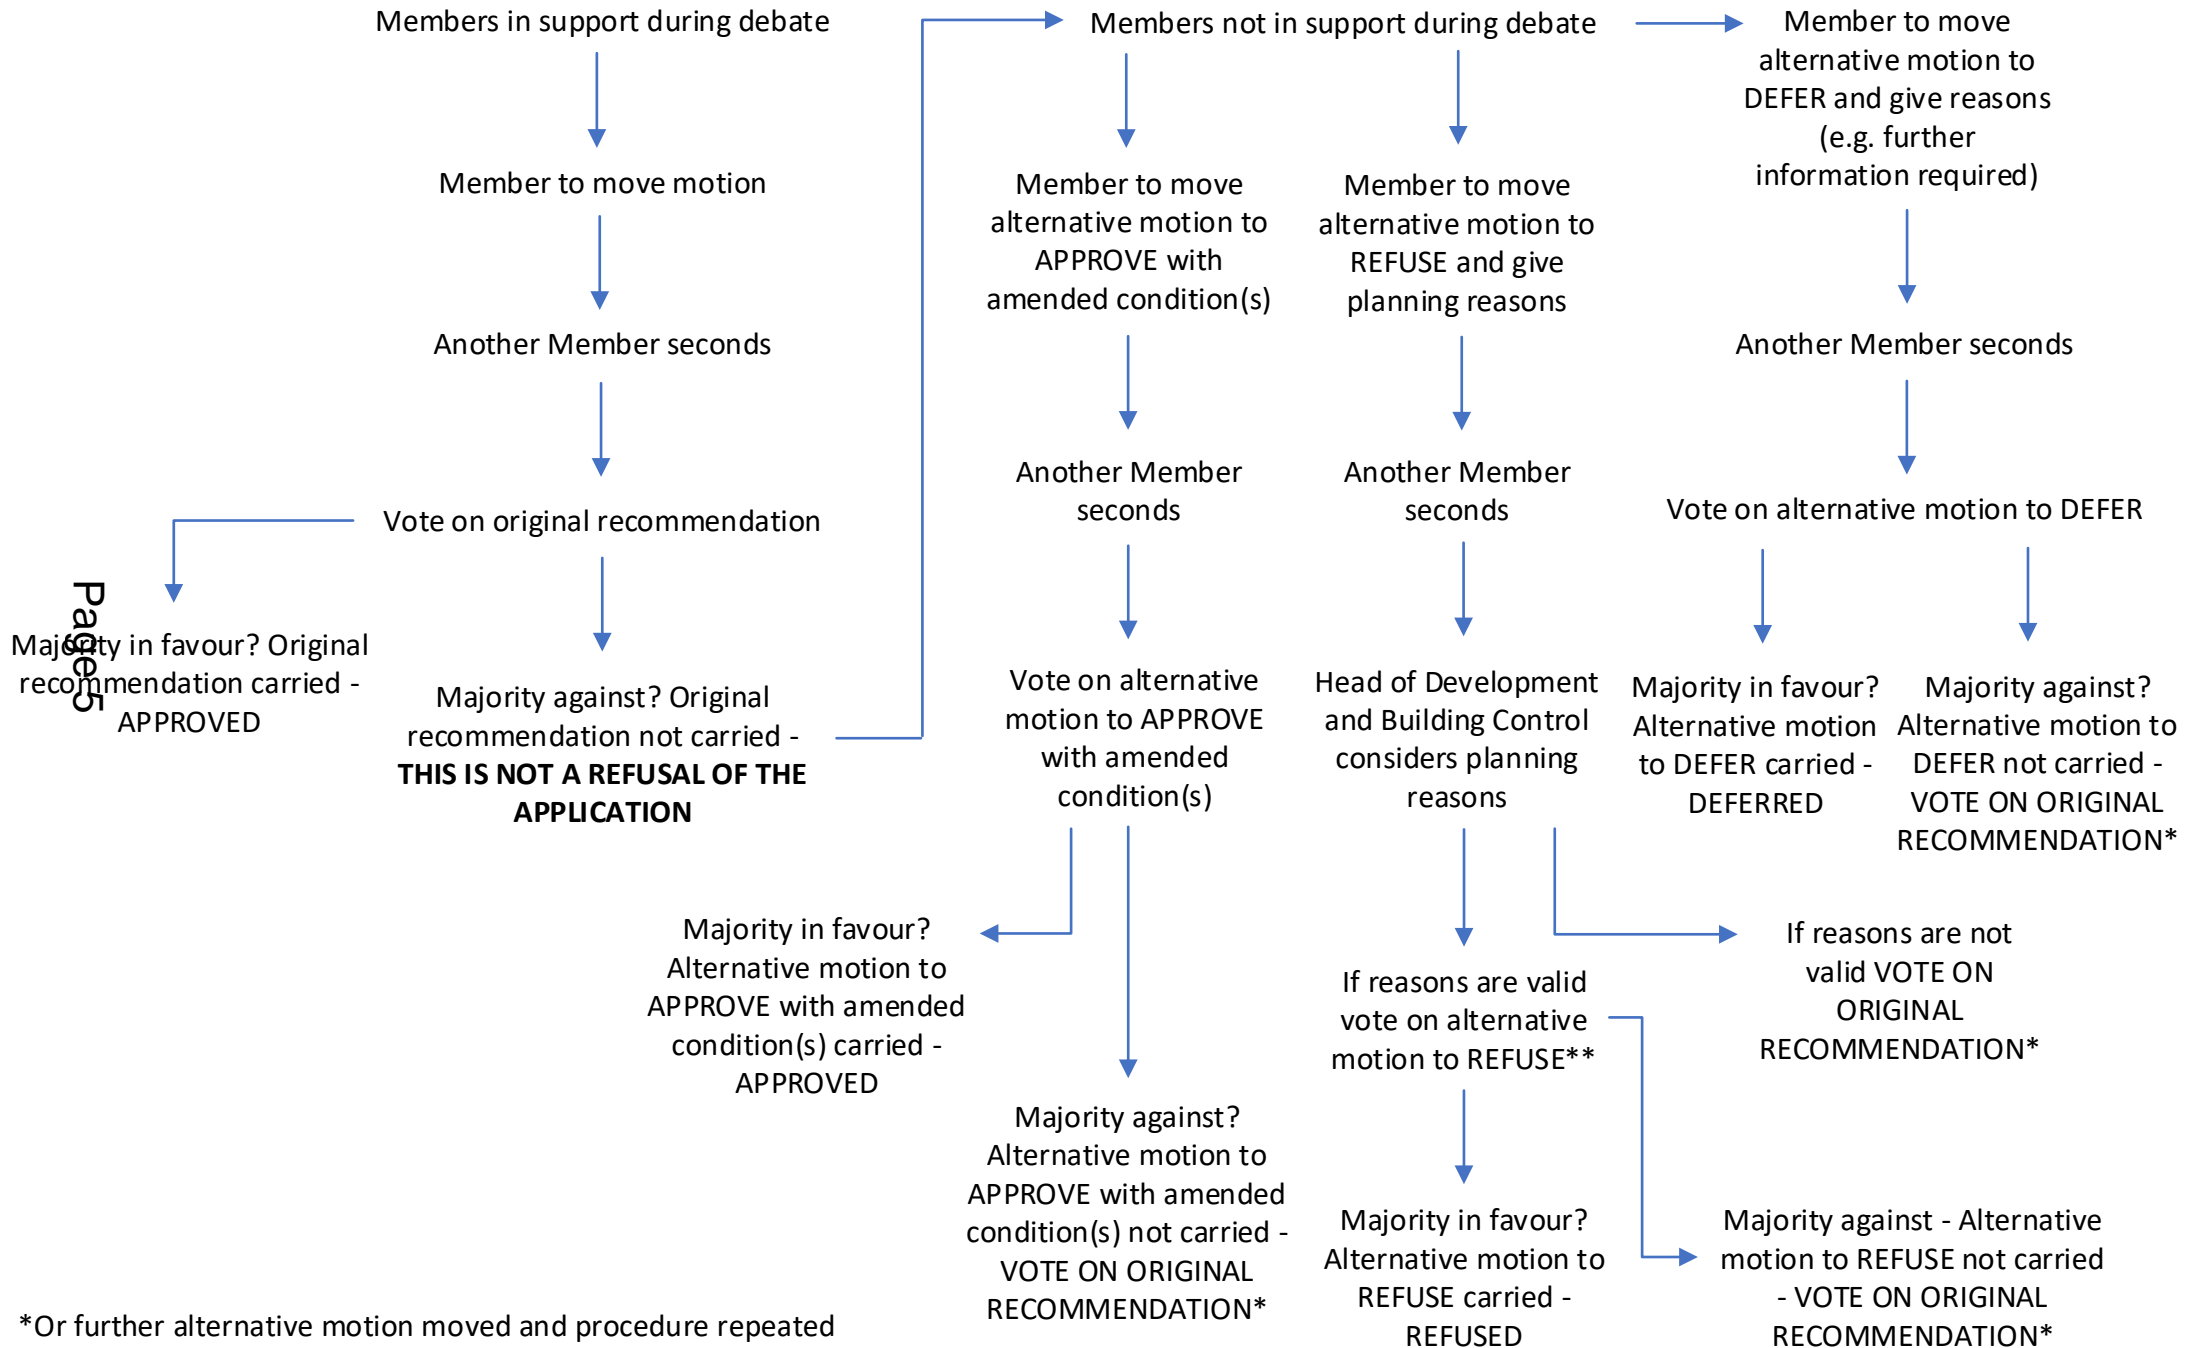 Members in support during debate
Member to move motion
Another Member seconds
Vote on original recommendation
Majority in favour? Original
recommendation carried -
APPROVED
Majority against? Original
recommendation not carried -
THIS IS NOT A REFUSAL OF THE
APPLICATION
Members not in support during debate
Member to move
alternative motion to
APPROVE with
amended condition(s)
Another Member
seconds
Vote on alternative
motion to APPROVE
with amended
condition(s)
Majority in favour?
Alternative motion to
APPROVE with amended
condition(s) carried -
APPROVED
Majority against?
Alternative motion to
APPROVE with amended
condition(s) not carried -
VOTE ON ORIGINAL
RECOMMENDATION*
Member to move
alternative motion to
REFUSE and give
planning reasons
Another Member
seconds
Head of Development
and Building Control
considers planning
reasons
If reasons are valid
vote on alternative
motion to REFUSE**
Majority in favour?
Alternative motion to
REFUSE carried -
REFUSED
Majority against - Alternative
motion to REFUSE not carried
- VOTE ON ORIGINAL
RECOMMENDATION*
If reasons are not
valid VOTE ON
ORIGINAL
RECOMMENDATION*
Member to move
alternative motion to
DEFER and give reasons
(e.g. further
information required)
Another Member seconds
Vote on alternative motion to DEFER
Majority in favour?
Alternative motion
to DEFER carried -
DEFERRED
Majority against?
Alternative motion to
DEFER not carried -
VOTE ON ORIGINAL
RECOMMENDATION*
*Or further alternative motion moved and procedure repeated
Page 5